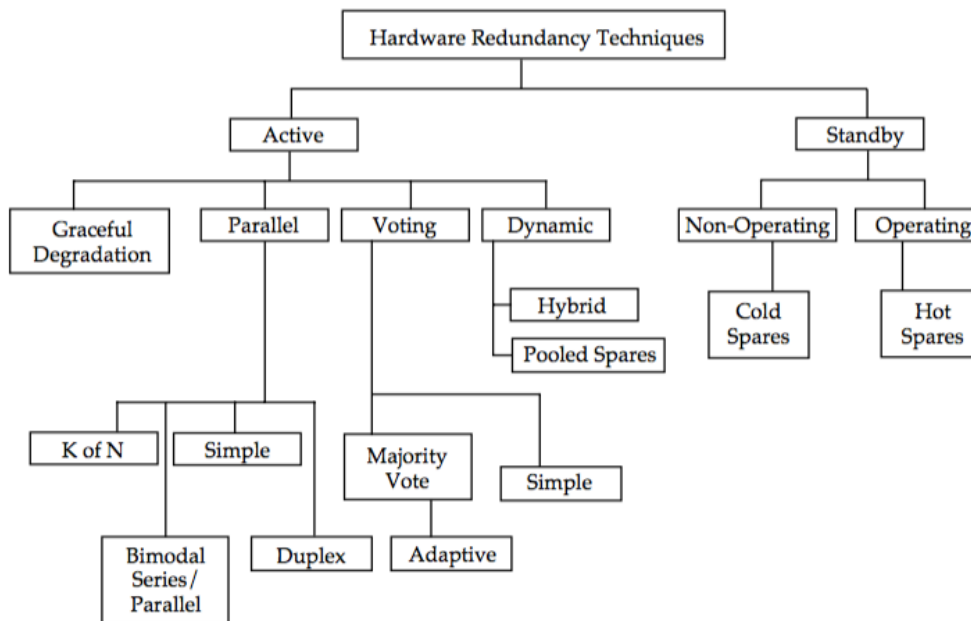 Hardware Redundancy Techniques
Active
Standby
Graceful
Degradation
Parallel
Voting
Dynamic
Non-Operating
Operating
Hybrid
Pooled Spares
Cold
Spares
Hot
Spares
K of N
Simple
Majority
Vote
Simple
Bimodal
Series/
Parallel
Duplex
Adaptive